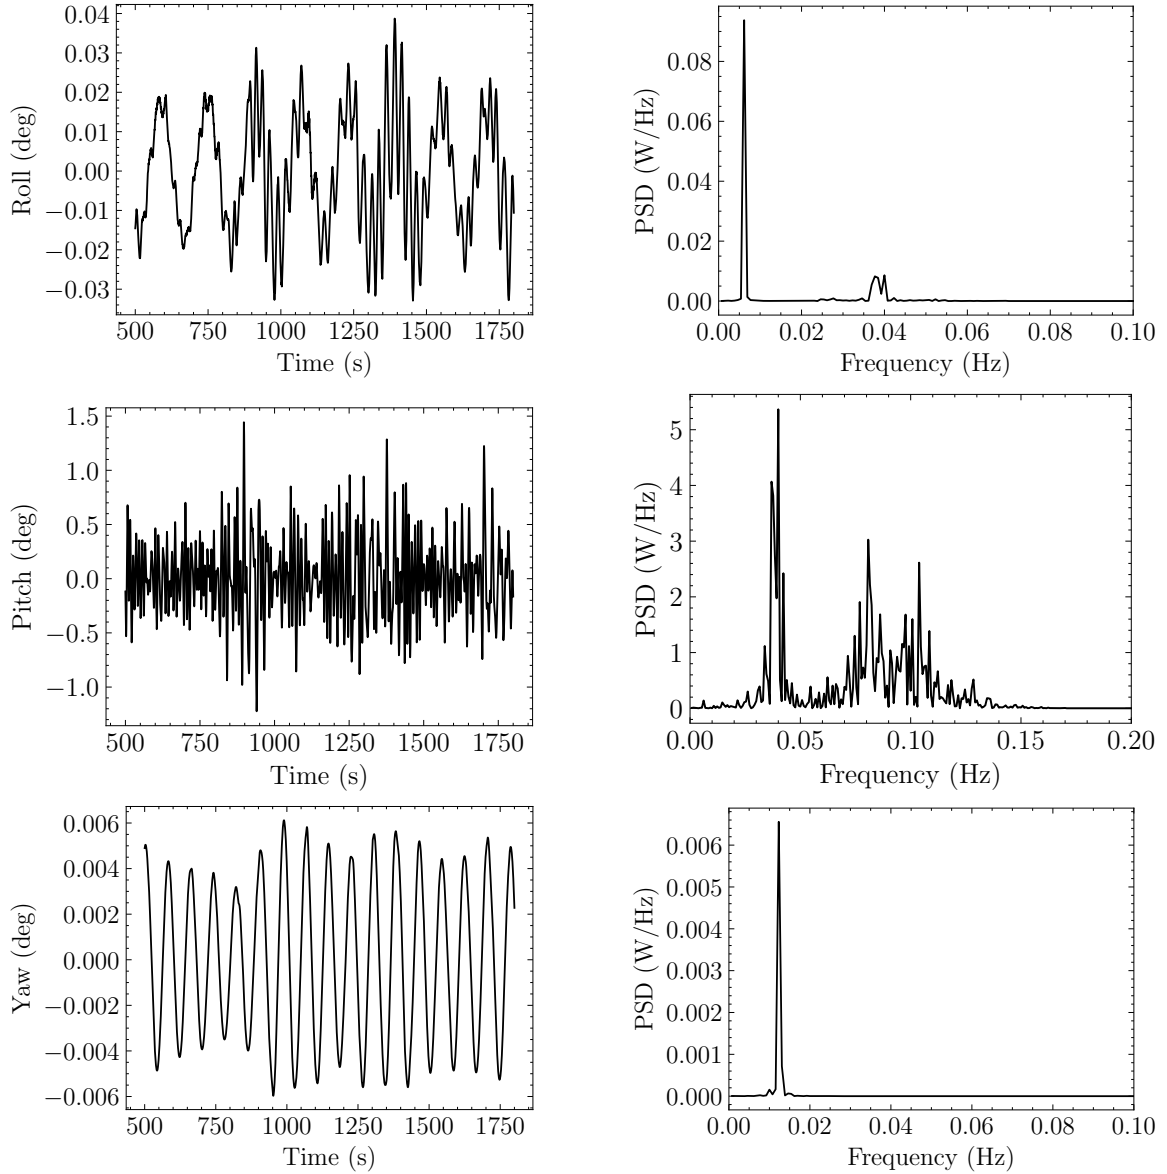 0.04
0.03
0.02
0.01
0.00
−0.01
−0.02
−0.03
Roll (deg)
500 750 1000 1250 1500 1750
Time (s)
0.08
0.06
0.04
0.02
0.00
PSD (W/Hz)
0.00 0.02 0.04 0.06 0.08 0.10
Frequency (Hz)
1.5
1.0
0.5
0.0
−0.5
−1.0
Pitch (deg)
500 750 1000 1250 1500 1750
Time (s)
5
4
3
2
1
0
PSD (W/Hz)
0.00 0.05 0.10 0.15 0.20
Frequency (Hz)
0.006
0.004
0.002
0.000
−0.002
−0.004
−0.006
Yaw (deg)
500 750 1000 1250 1500 1750
Time (s)
0.006
0.005
0.004
0.003
0.002
0.001
0.000
PSD (W/Hz)
0.00 0.02 0.04 0.06 0.08 0.10
Frequency (Hz)